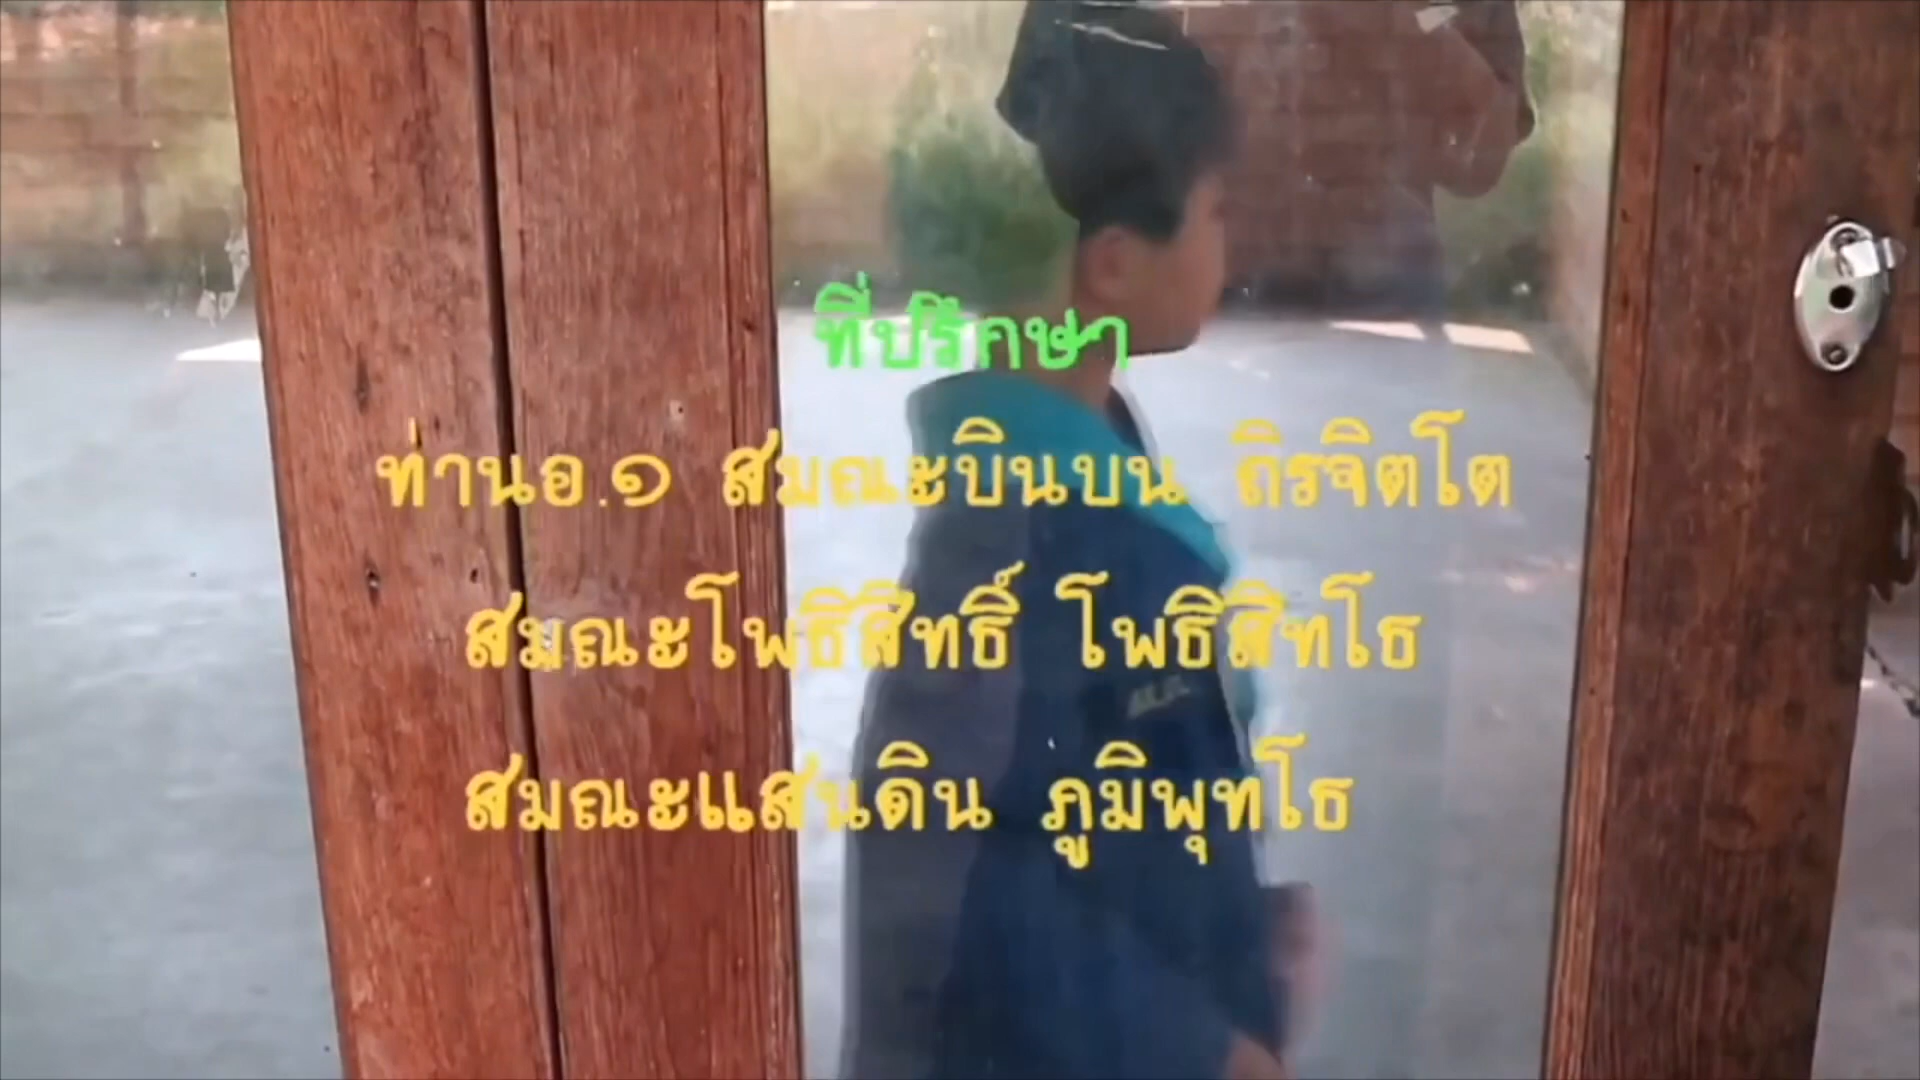 ที่ปรึกษา
ท่านอ.๑ สมณะบินบน ถิรจิตโต
สมณะโพธิสิทธิ์ โพธิสิทโธ
สมณะแสนดิน ภูมิพุทโธ